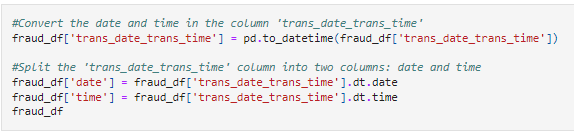 #Convert the date and time in the column 'trans_date_trans_time'
fraud_df['trans_date_trans_time'] = pd.to_datetime(fraud_df['trans_date_trans_time'])
#Split the 'trans_date_trans_time' column into two columns: date and time
fraud_df['date'] = fraud_df['trans_date_trans_time'].dt.date
fraud_df['time'] = fraud_df['trans_date_trans_time'].dt.time
fraud_df